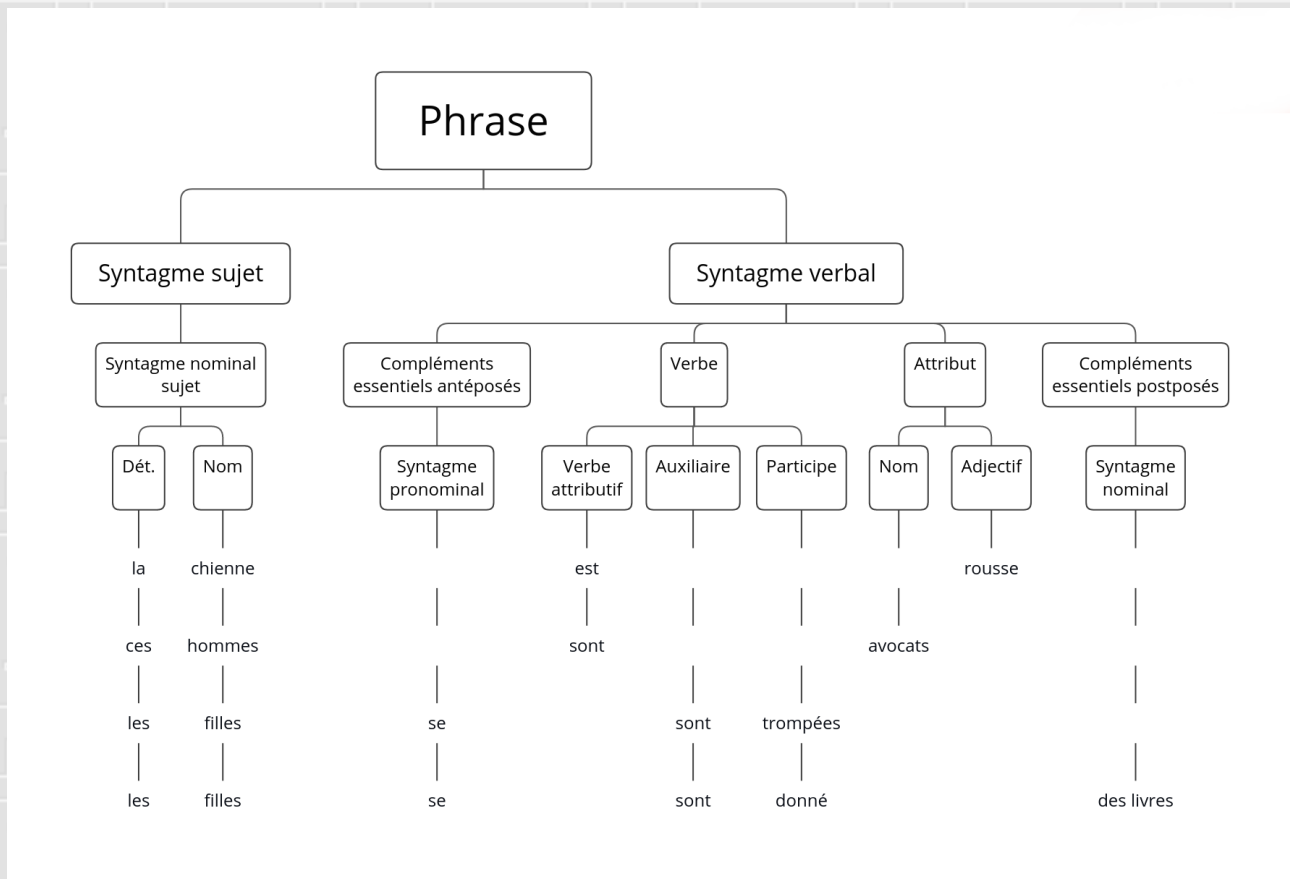 Phrase
Syntagme sujet
Syntagme verbal
Syntagme nominal
sujet
Compléments
essentiels antéposés
Verbe
Attribut
Compléments
essentiels postposés
Dét.
Nom
Syntagme
pronominal
Verbe
attributif
Auxiliaire
Participe
Nom
Adjectif
Syntagme
nominal
la chienne est rousse
ces hommes sont avocats
les filles se sont trompées
les filles se sont donné des livres